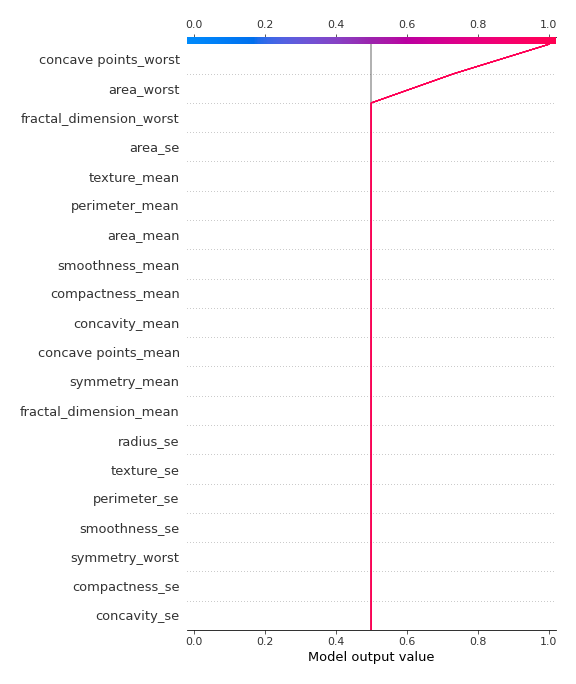 0.0 0.2 0.4 0.6 0.8 1.0
concave points_worst
area_worst
fractal_dimension_worst
area_se
texture_mean
perimeter_mean
area_mean
smoothness_mean
compactness_mean
concavity_mean
concave points_mean
symmetry_mean
fractal_dimension_mean
radius_se
texture_se
perimeter_se
smoothness_se
symmetry_worst
compactness_se
concavity_se
0.0 0.2 0.4 0.6 0.8 1.0
Model output value